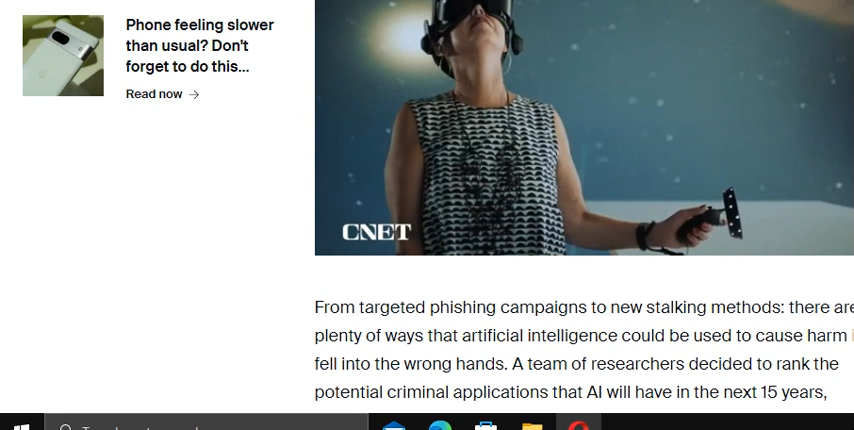 Phone feeling slower
than usual? Don't
forget to do this...
Read now →
CNET
From targeted phishing campaigns to new stalking methods: there are
plenty of ways that artificial intelligence could be used to cause harm
fell into the wrong hands. A team of researchers decided to rank the
potential criminal applications that AI will have in the next 15 years,